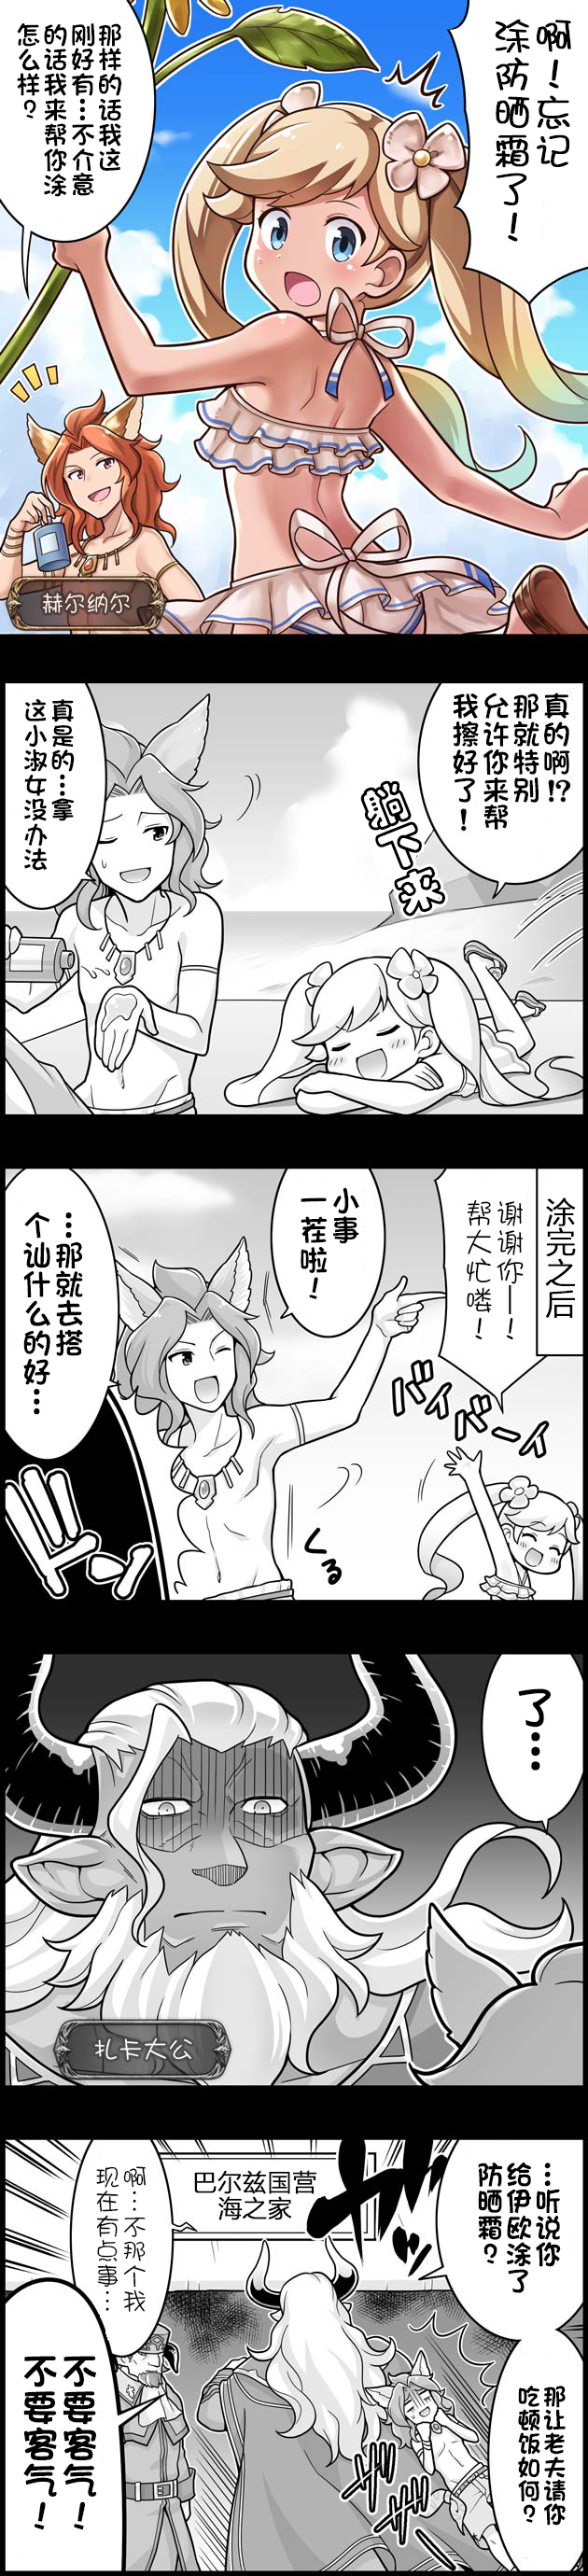 啊！忘记
涂防晒霜了！
那样的话我这
刚好有…不介意
的话我来帮你涂
怎么样？
赫尔纳尔
真的啊!?
那就特别
允许你来帮
我擦好了！
躺下来
真是的…拿
这小淑女没办法
涂完之后
谢谢你—！
帮大忙喽！
バイバーイ
小事
一茬啦！
くる
…那就去搭
个讪什么的好…
ドン
了…
扎卡大公
…听说你
给伊欧涂了
防晒霜？
巴尔兹国营
海之家
啊…不那个我
现在有点事…
那让老夫请你
吃顿饭如何？
不要客气！
不要客气！